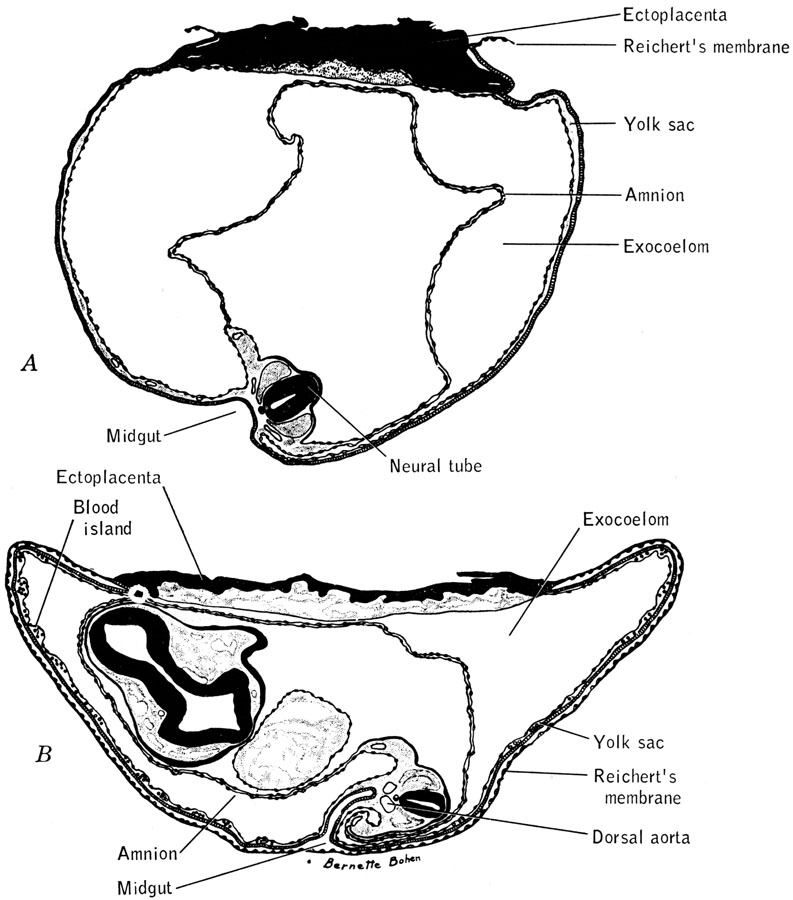 Ectoplacenta
Reichert's membrane
Yolk sac
Amnion
Exocoelom
A
Midgut
Neural tube
Ectoplacenta
Blood
island
Exocoelom
B
Yolk sac
Reichert's
membrane
Dorsal aorta
Amnion
Midgut
Bernette Bohen